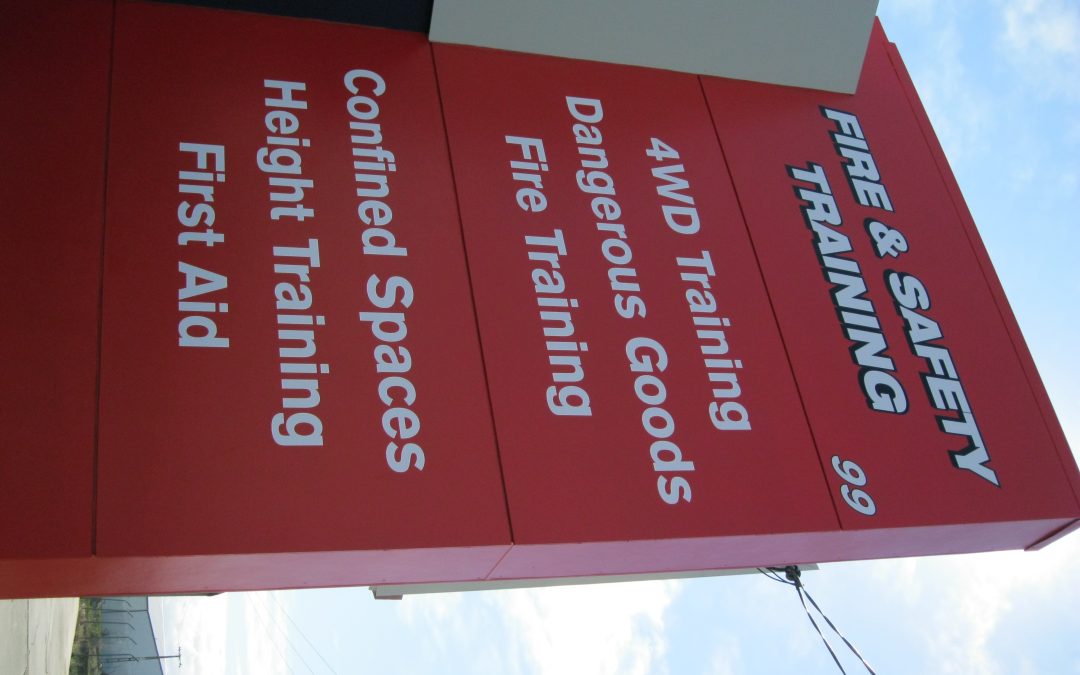 FIRE & SAFETY
TRAINING
99
4WD Training
Dangerous Goods
Fire Training
Confined Spaces
Height Training
First Aid